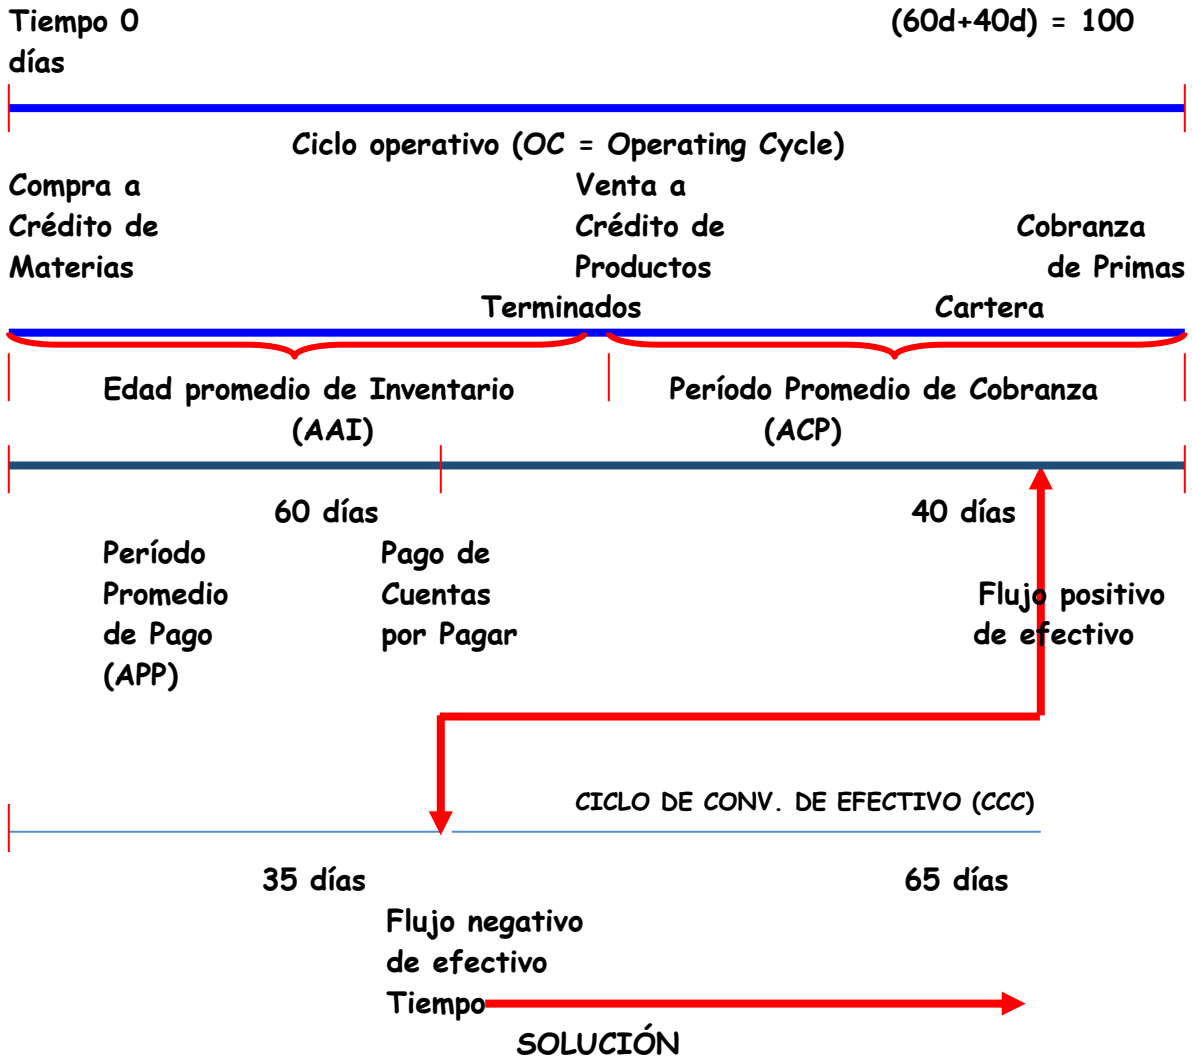 Tiempo 0 (60d+40d) = 100
días
Ciclo operativo (OC = Operating Cycle)
Compra a Venta a
Crédito de Crédito de Cobranza
Materias Productos de Primas
Terminados Cartera
Edad promedio de Inventario Período Promedio de Cobranza
(AAI) (ACP)
60 días 40 días
Período Pago de
Promedio Cuentas Flujo positivo
de Pago por Pagar de efectivo
(APP)
CICLO DE CONV. DE EFECTIVO (CCC)
35 días 65 días
Flujo negativo
de efectivo
Tiempo
SOLUCIÓN